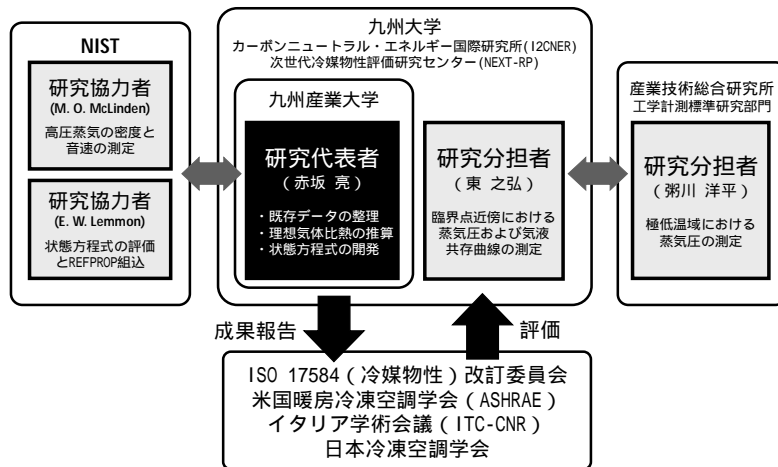 NIST
研究協力者
(M. O. McLinden)
高圧蒸気の密度と
音速の測定
研究協力者
(E. W. Lemmon)
状態方程式の評価
とREFPROP組込
九州大学
カーボンニュートラル・エネルギー国際研究所(I2CNER)
次世代冷媒物性評価研究センター(NEXT-RP)
九州産業大学
研究代表者
(赤坂 亮)
・既存データの整理
・理想気体比熱の推算
・状態方程式の開発
研究分担者
(東 之弘)
臨界点近傍における
蒸気圧および気液
共存曲線の測定
産業技術総合研究所
工学計測標準研究部門
研究分担者
(粥川 洋平)
極低温域における
蒸気圧の測定
成果報告
評価
ISO 17584(冷媒物性)改訂委員会
米国暖房冷凍空調学会(ASHRAE)
イタリア学術会議(ITC-CNR)
日本冷凍空調学会